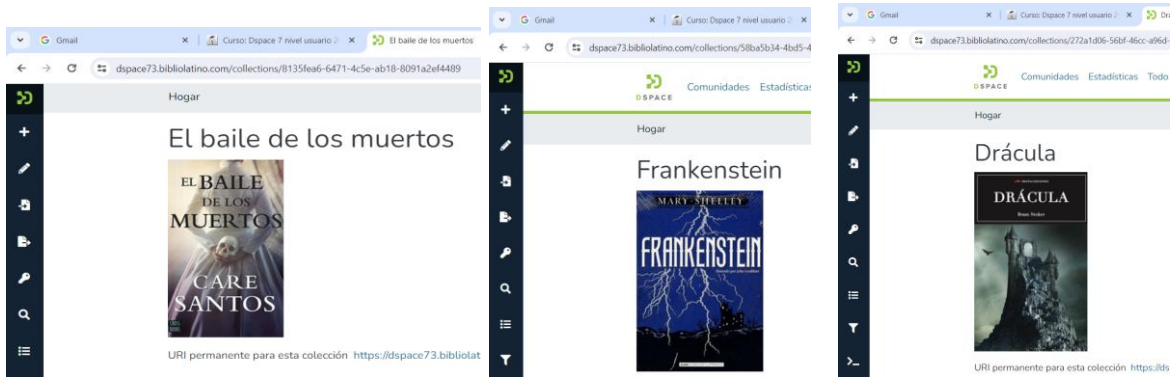 Gmail
Curso: Dspace 7 nivel usuario 2
El baile de los muertos
dspace73.bibliolatino.com/collections/8135fea6-6471-4c5e-ab18-8091a2ef4489
Hogar
El baile de los muertos
EL BAILE
DE LOS
MUERTOS
CARE
SANTOS
URI permanente para esta colección https://dspace73.bibliolat
Gmail
Curso: Dspace 7 nivel usuario 2
dspace73.bibliolatino.com/collections/58ba5b34-4bd5-4
DSPACE
Comunidades Estadísticas
Hogar
Frankenstein
MARY SHELLEY
FRANKENSTEIN
Gmail
Curso: Dspace 7 nivel usuario 2
Drá
dspace73.bibliolatino.com/collections/272a1d06-56bf-46cc-a96d-
DSPACE
Comunidades Estadísticas Todo
Hogar
Drácula
DRÁCULA
Bram Stoker
URI permanente para esta colección https://ds